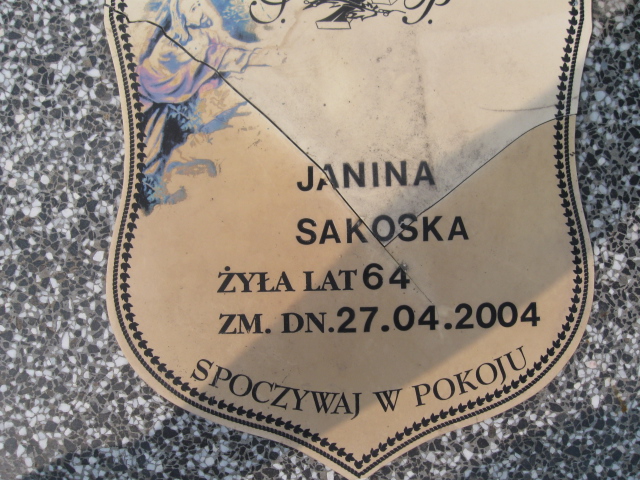 Ś. P.
JANINA
SAKOSKA
ŻYŁA LAT 64
ZM. DN. 27.04.2004
SPOCZYWAJ W POKOJU